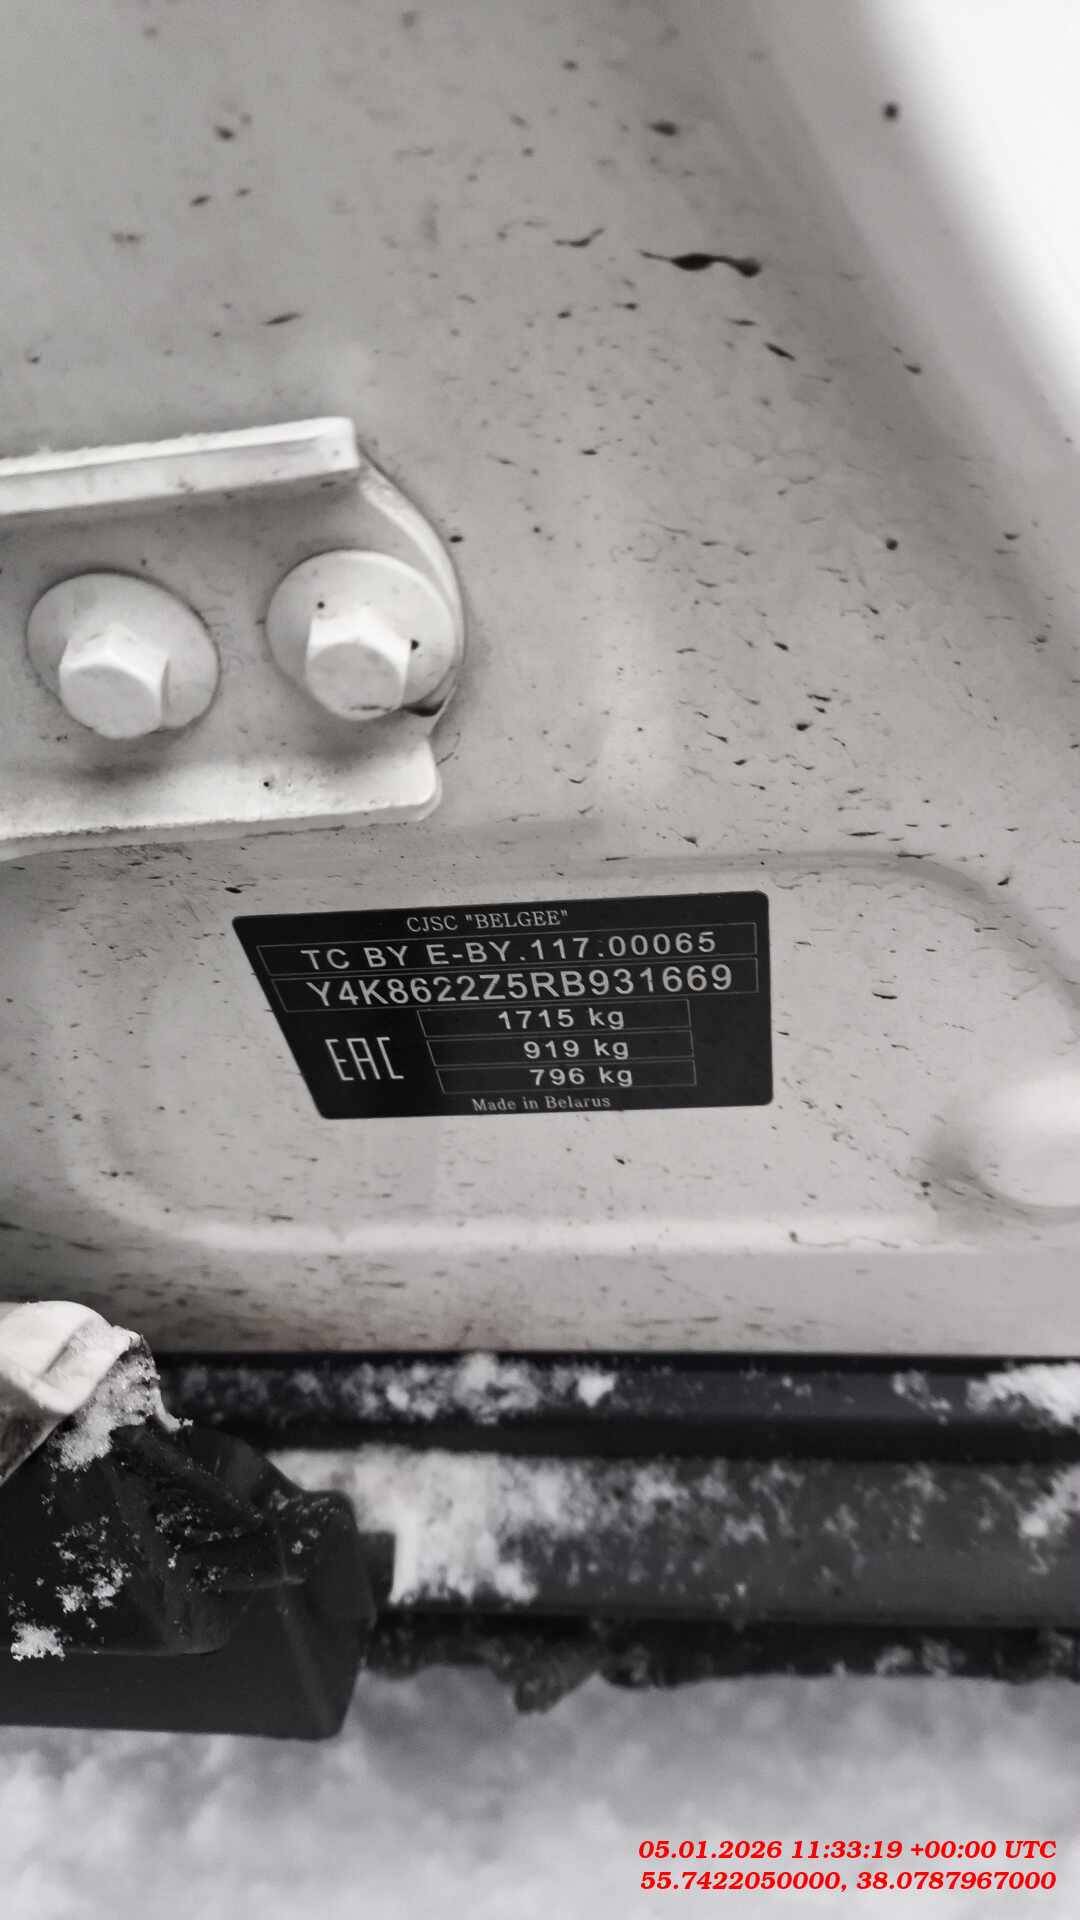 CJSC "BELGEE"
TC BY E-BY.117.00065
Y4K8622Z5RB931669
EAC
1715 kg
919 kg
796 kg
Made in Belarus
05.01.2026 11:33:19 +00:00 UTC
55.7422050000, 38.0787967000